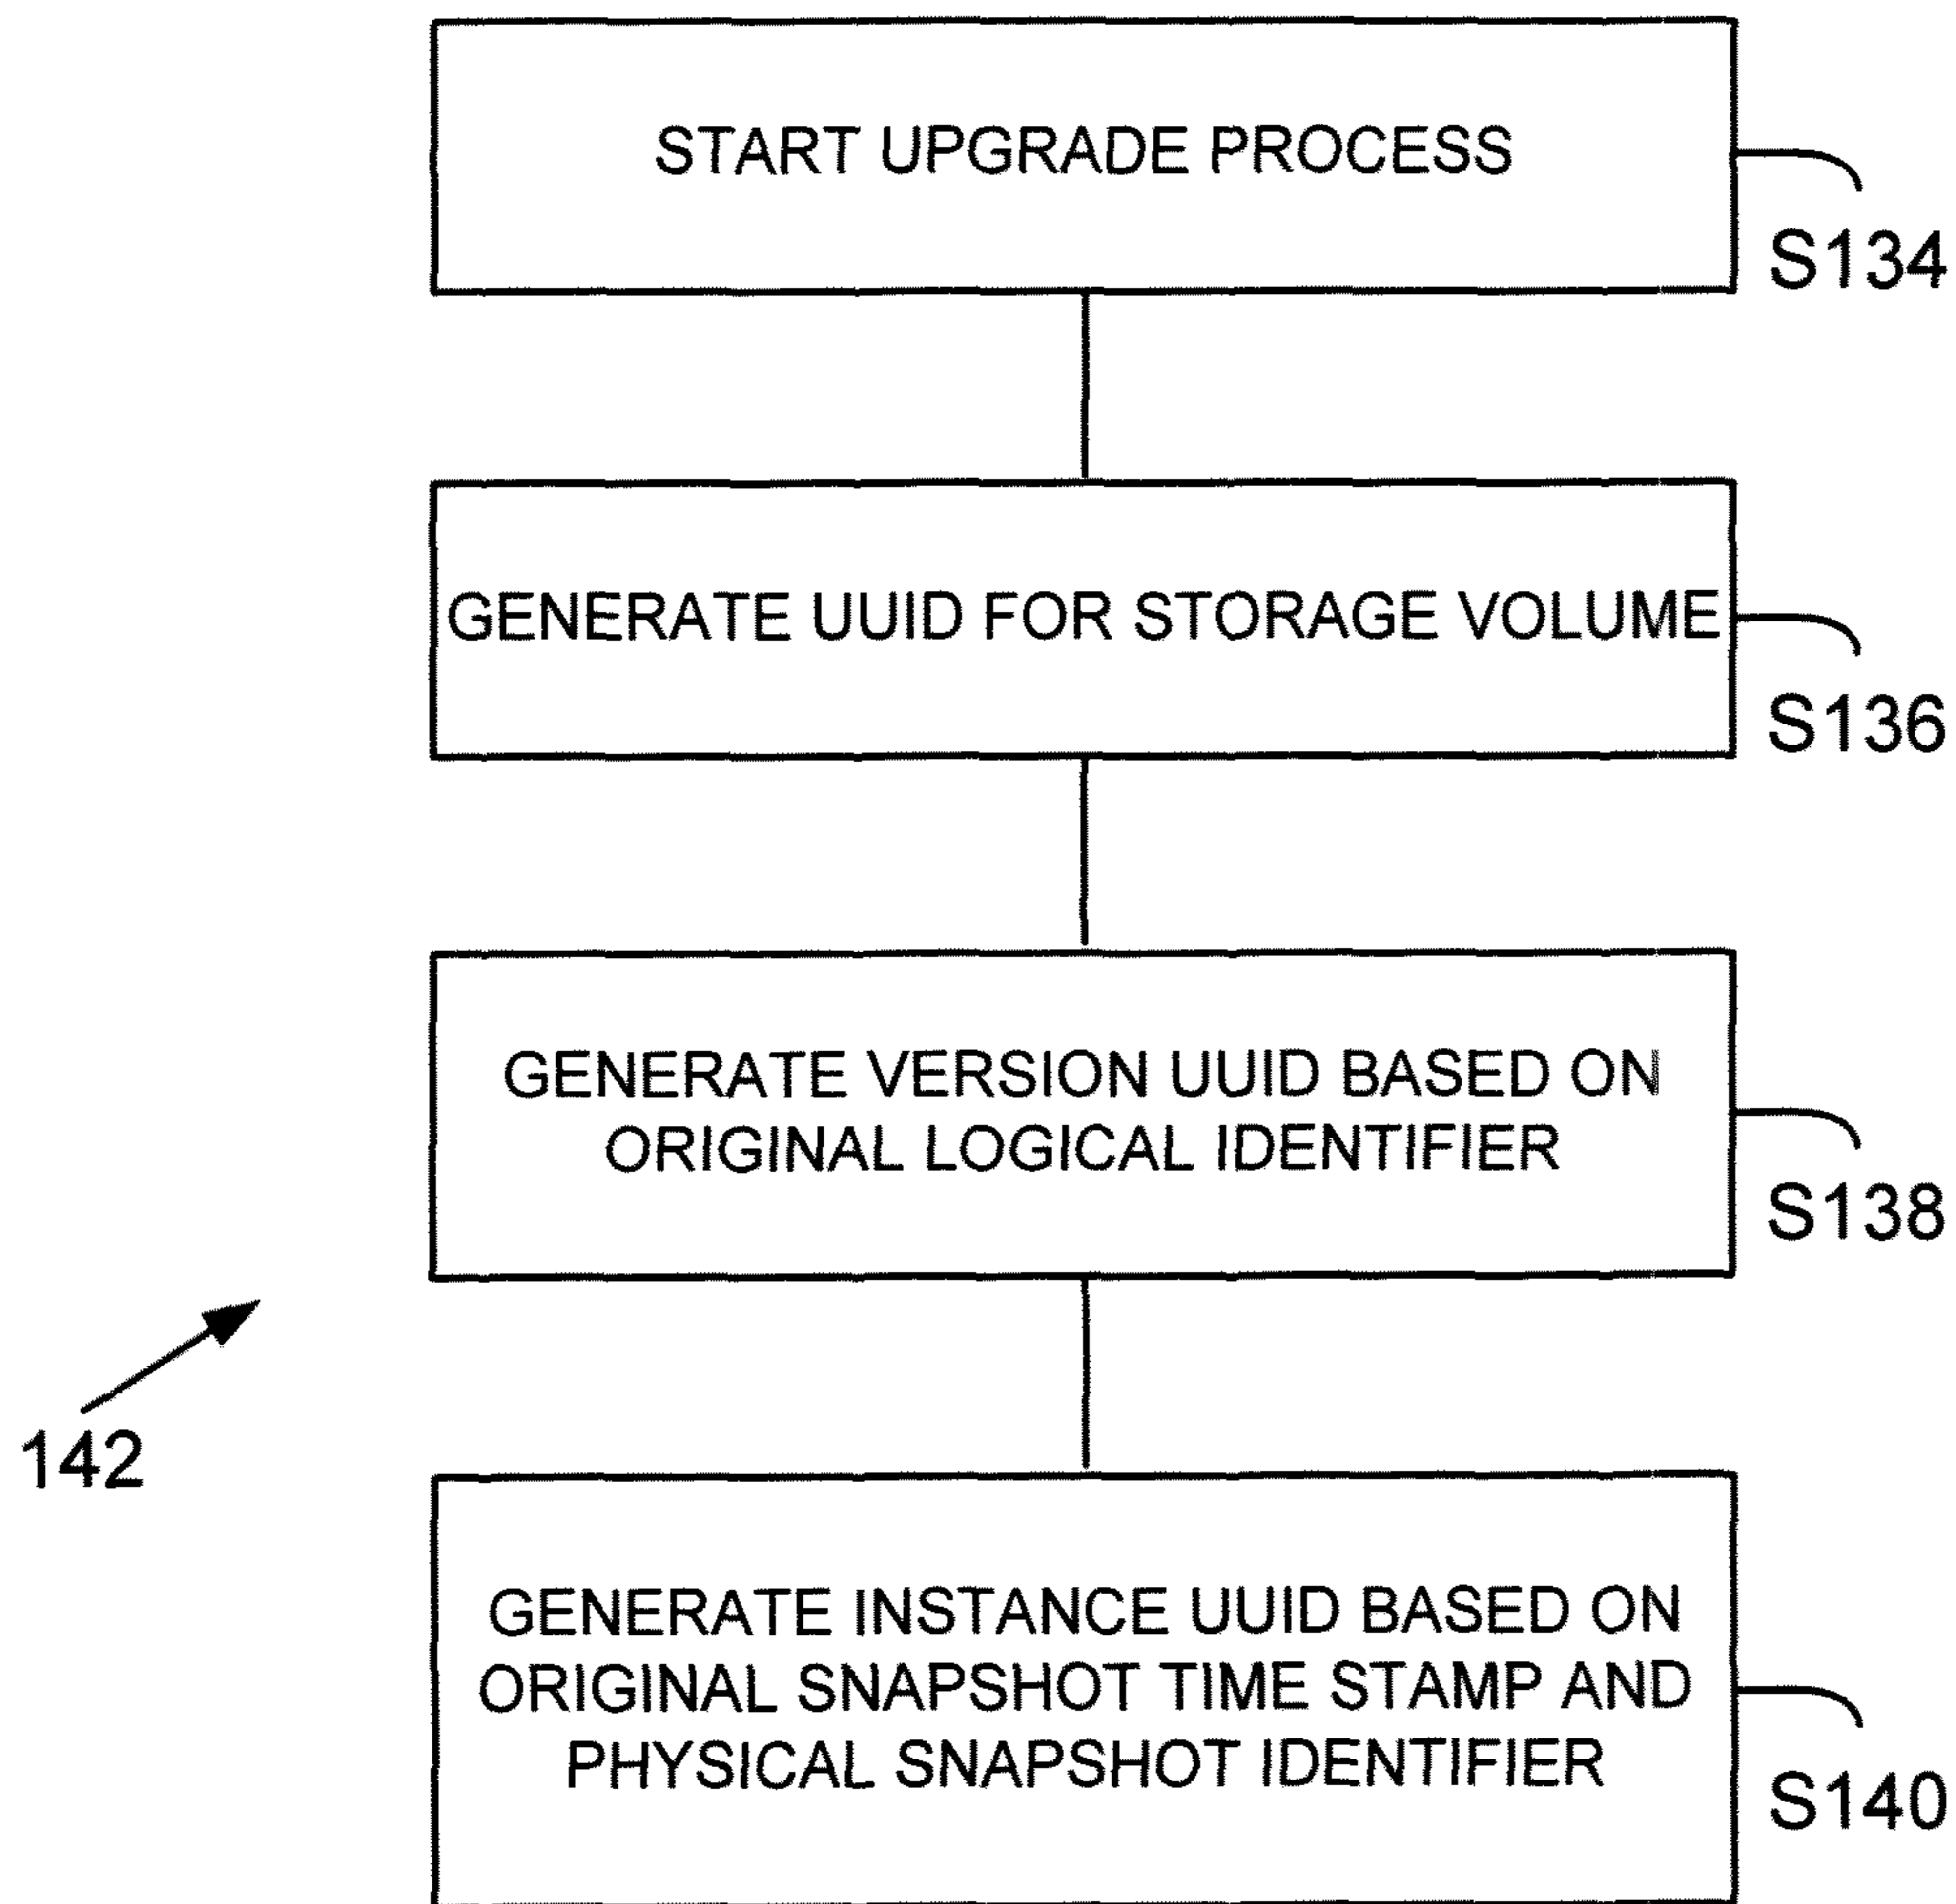 START UPGRADE PROCESS
S134
GENERATE UUID FOR STORAGE VOLUME
S136
GENERATE VERSION UUID BASED ON
ORIGINAL LOGICAL IDENTIFIER
S138
142
GENERATE INSTANCE UUID BASED ON
ORIGINAL SNAPSHOT TIME STAMP AND
PHYSICAL SNAPSHOT IDENTIFIER
S140